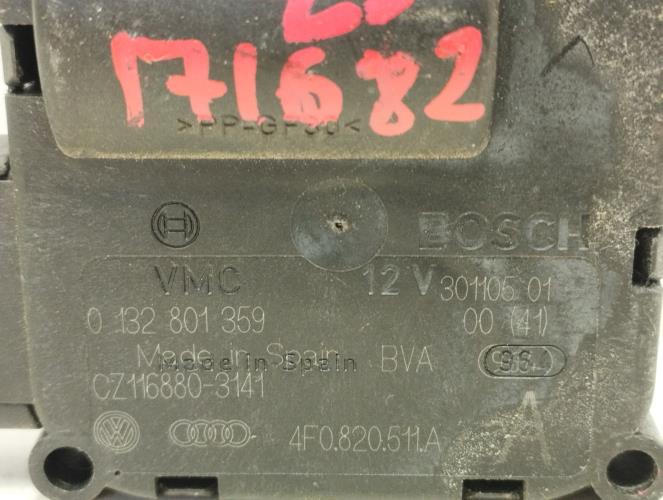 171682
>PP-GF30<
BOSCH
VMC 12 V 301105 01
0 132 801 359 00 (41)
Made in Spain BVA
CZ116880-3141
4F0.820.511.A A